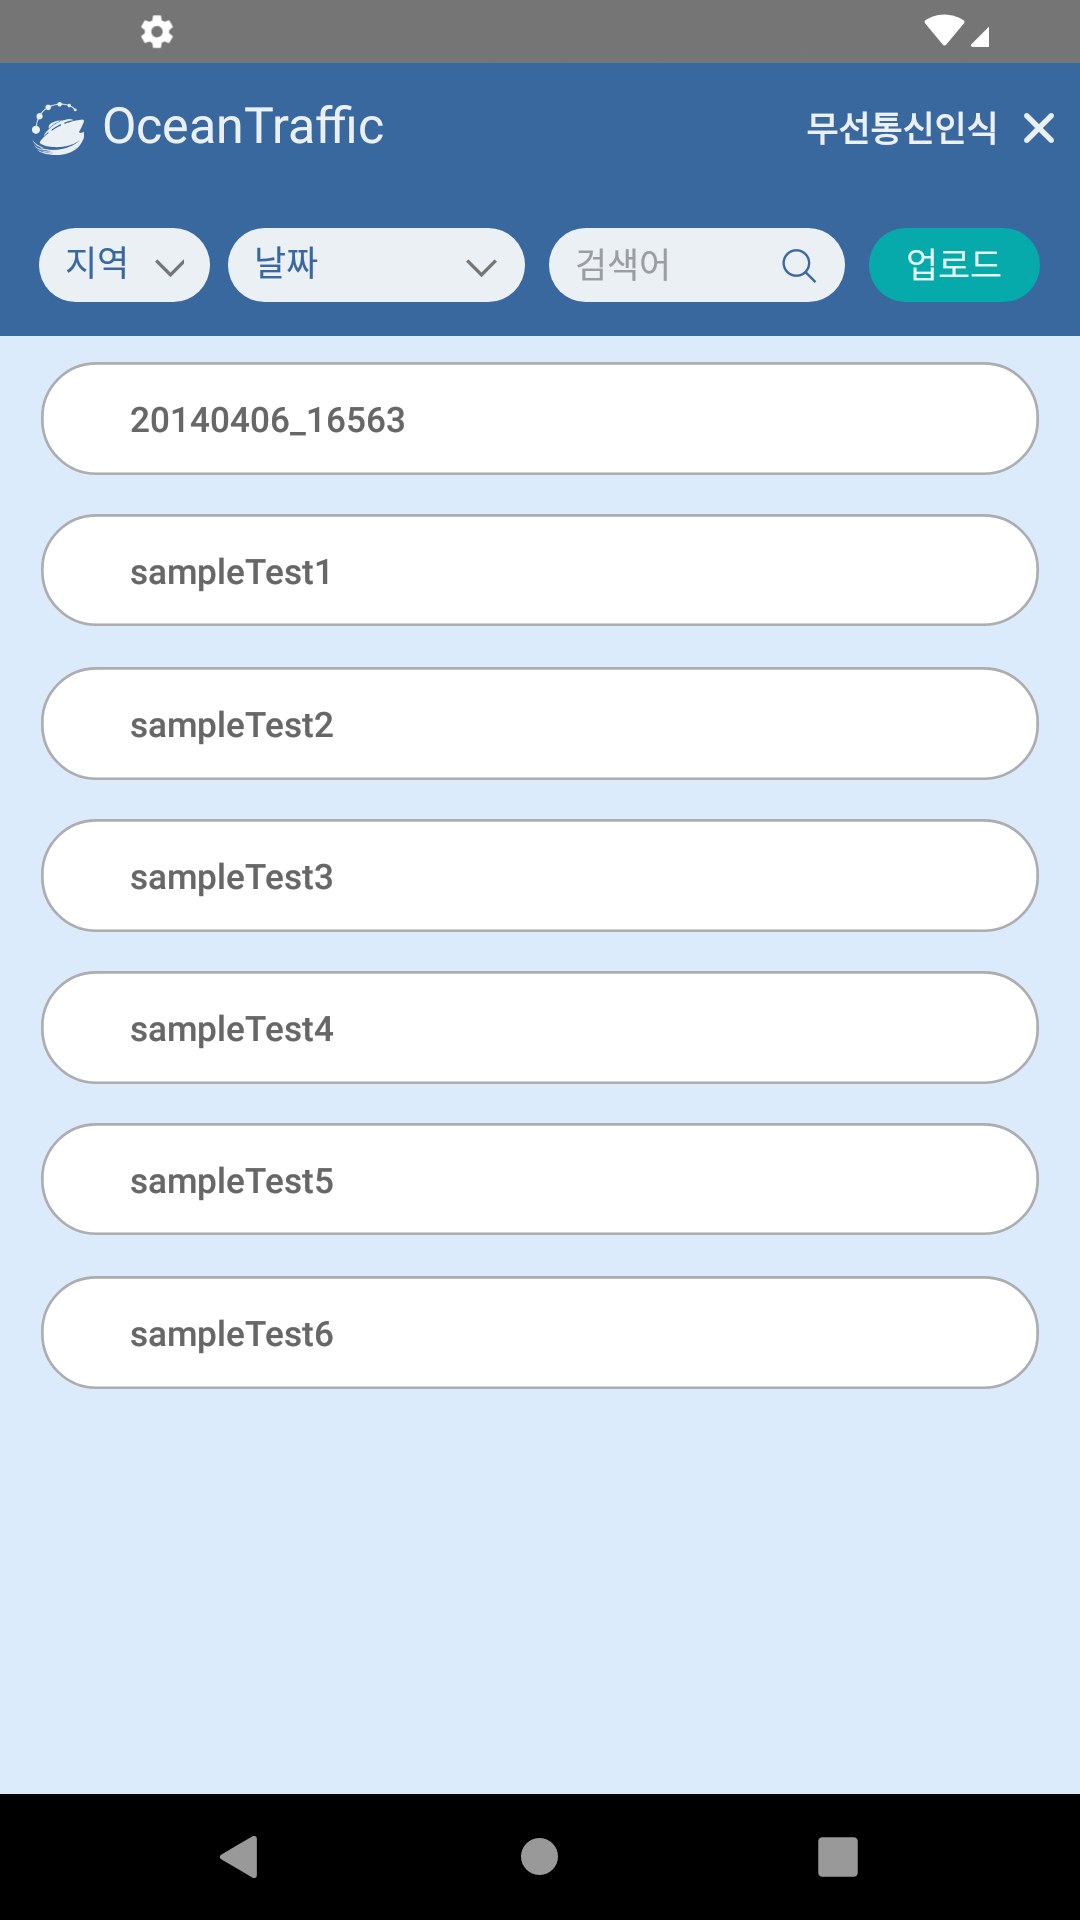 OceanTraffic
무선통신인식
지역
날짜
검색어
업로드
20140406_16563
sampleTest1
sampleTest2
sampleTest3
sampleTest4
sampleTest5
sampleTest6